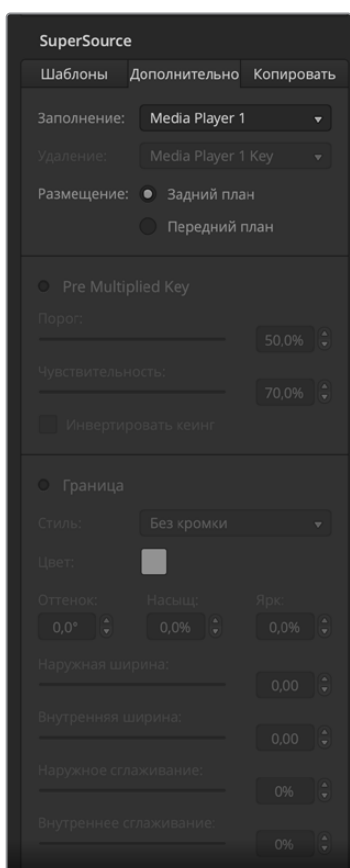 SuperSource
Шаблоны Дополнительно Копировать
Заполнение: Media Player 1
Удаление: Media Player 1 Key
Размещение: Задний план
Передний план
Pre Multiplied Key
Порог:
50,0%
Чувствительность:
70,0%
Инвертировать кеинг
Граница
Стиль: Без кромки
Цвет:
Оттенок: Насыщ: Ярк:
0,0° 0,0% 0,0%
Наружная ширина:
0,00
Внутренняя ширина:
0,00
Наружное сглаживание:
0%
Внутреннее сглаживание:
0%